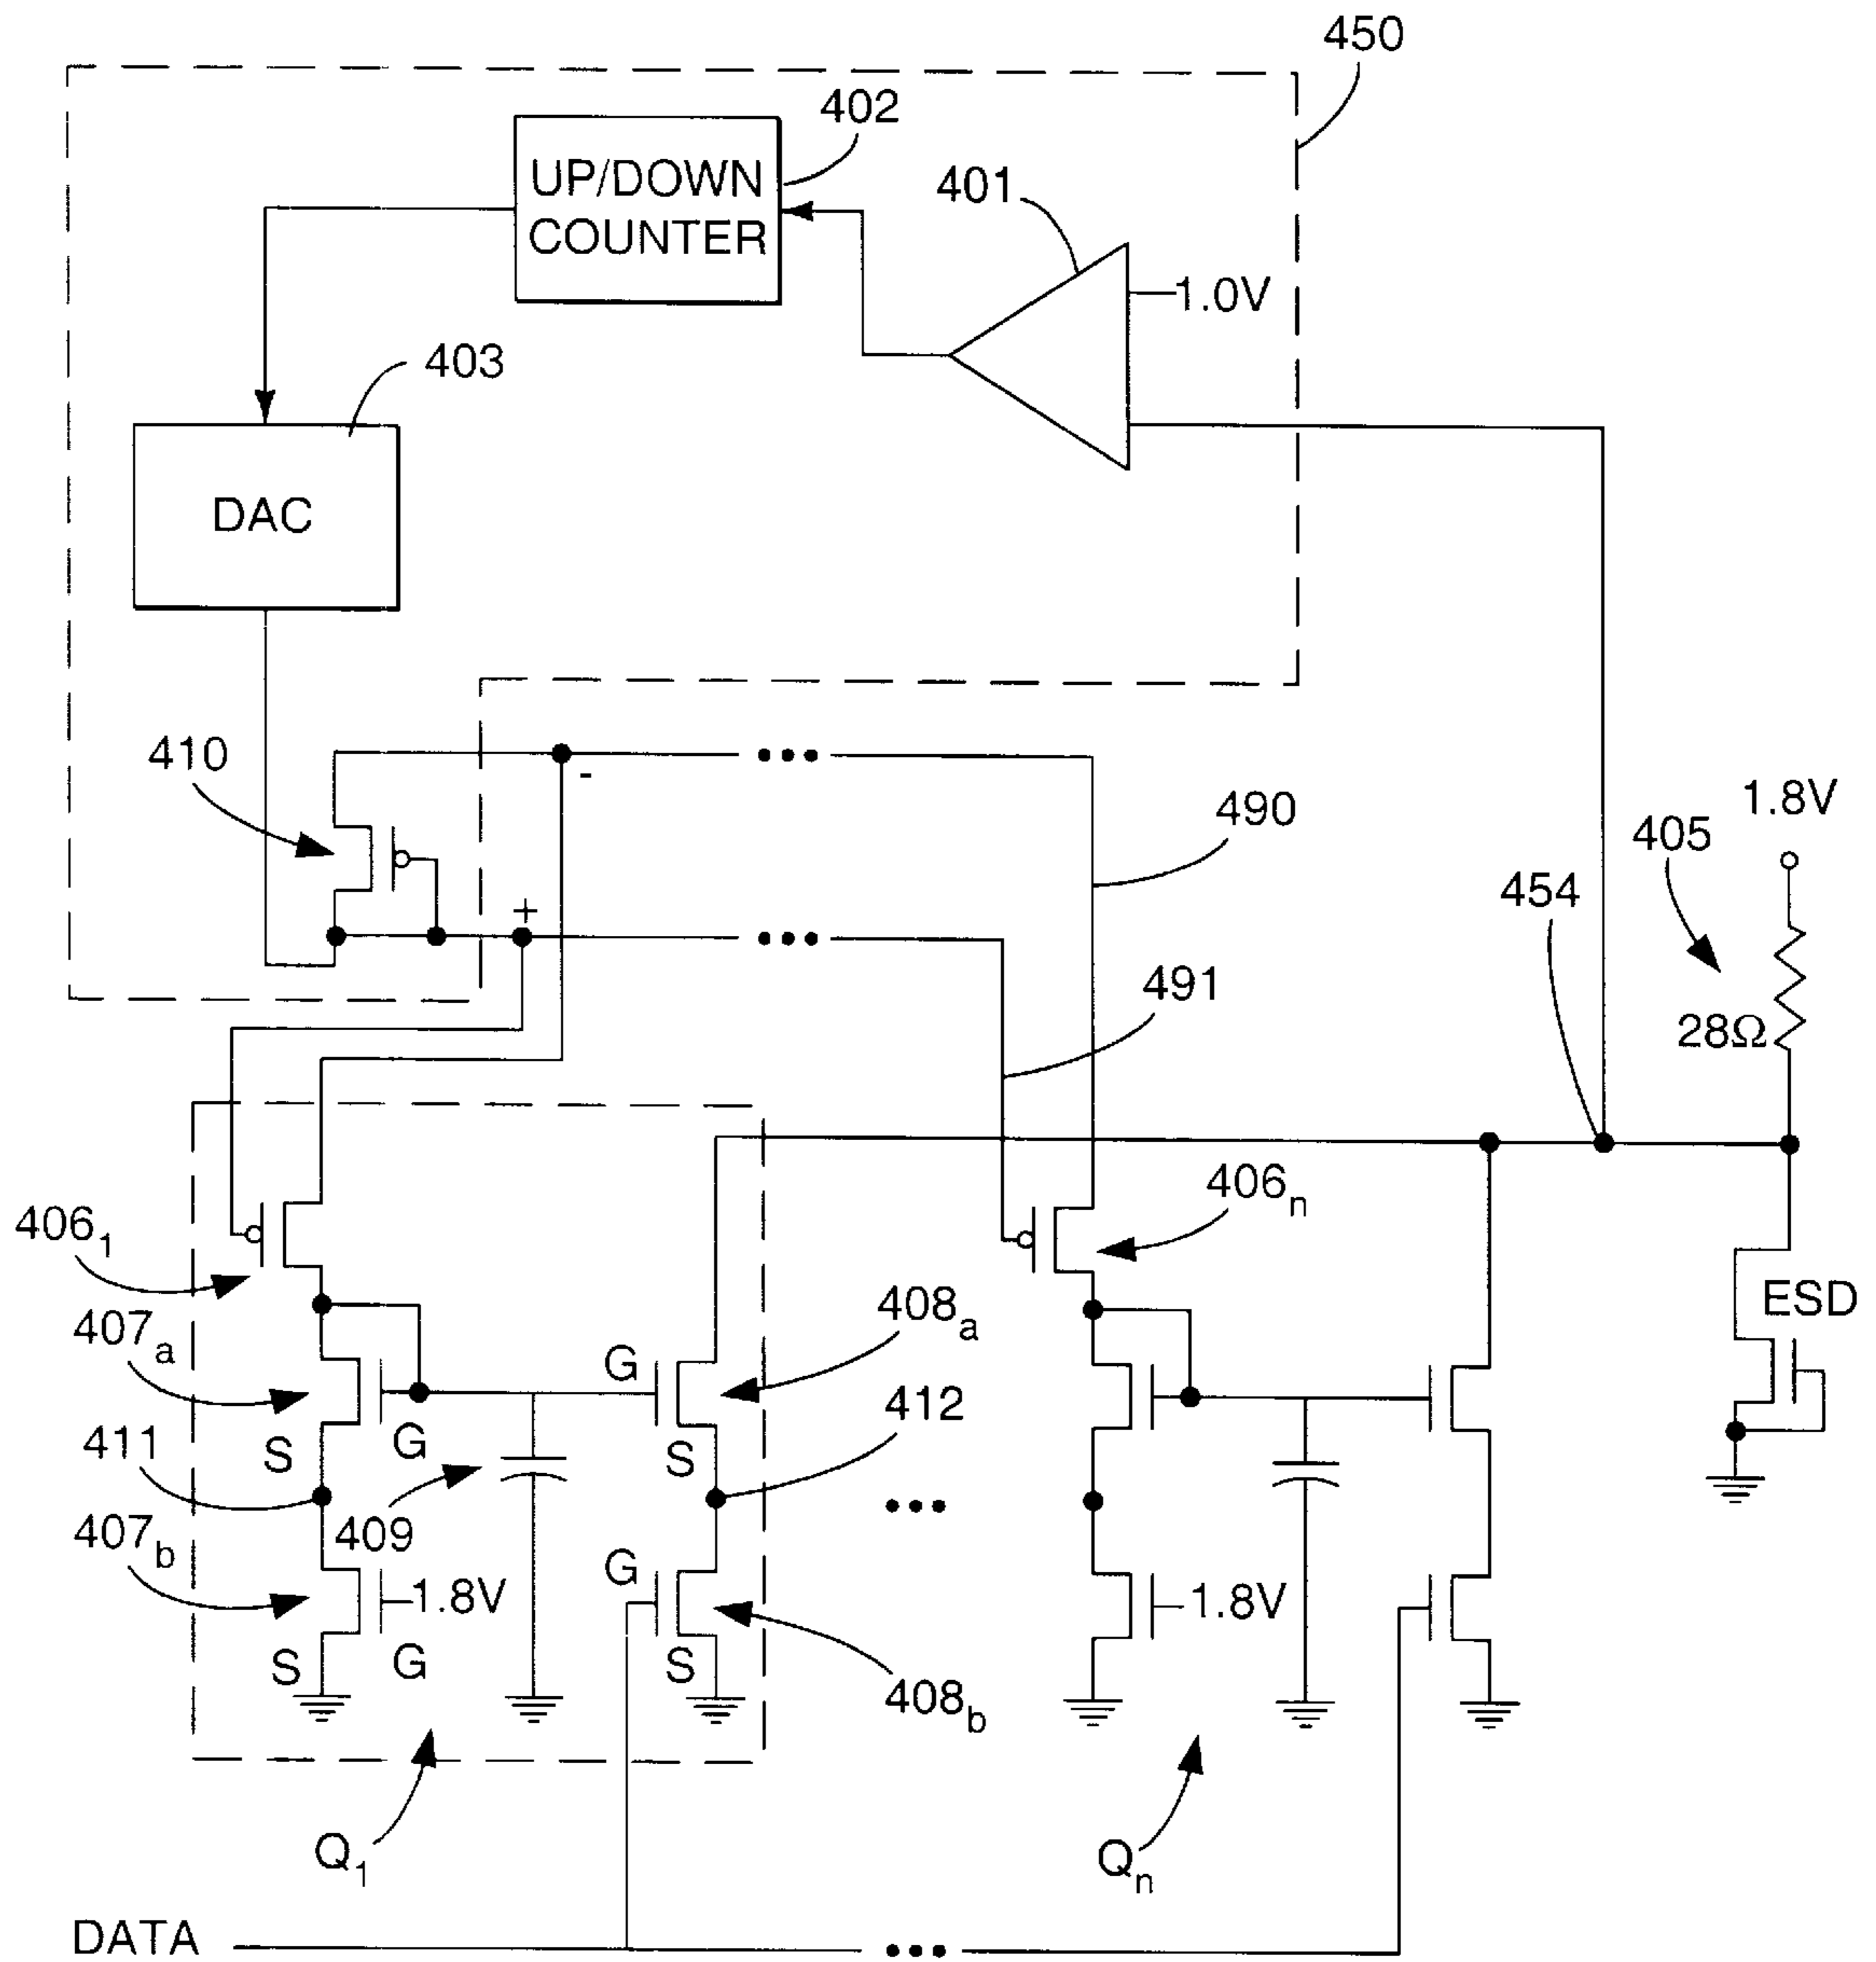 450
402
UP/DOWN
COUNTER
401
1.0V
403
DAC
410
-
490
1.8V
405
454
+
491
28Ω
406n
4061
ESD
408a
407a
G
412
411
S
G
S
409
407b
G
1.8V
1.8V
S
G
S
408b
Q1
Qn
DATA